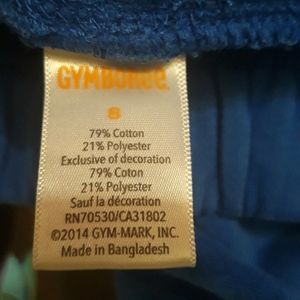 GYMBOREE
8
79% Cotton
21% Polyester
Exclusive of decoration
79% Coton
21% Polyester
Sauf la décoration
RN70530/CA31802
©2014 GYM-MARK, INC.
Made in Bangladesh